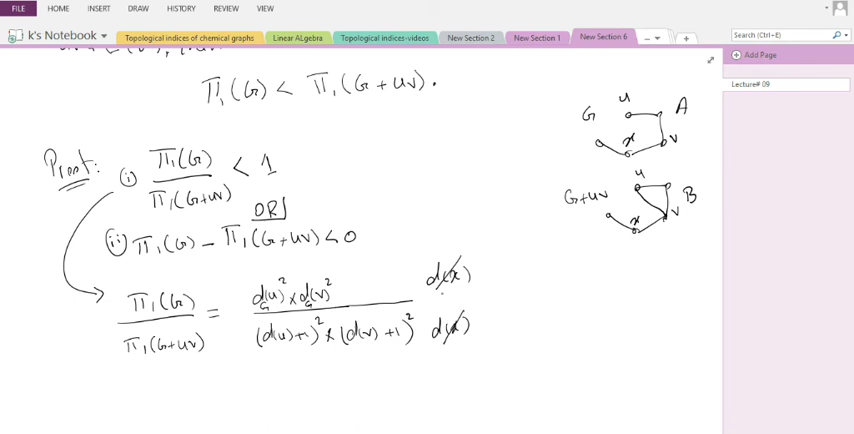 FILE HOME INSERT DRAW HISTORY REVIEW VIEW
k's Notebook Topological indices of chemical graphs Linear ALgebra Topological indices-videos New Section 2 New Section 1 New Section 6 Search (Ctrl+E)
Add Page
Lecture# 09
Π₁(G) < Π₁(G+uv).
G u A
x v
Proof: (i) Π₁(G) / Π₁(G+uv) < 1
G+uv u B
x v
OR
(ii) Π₁(G) - Π₁(G+uv) < 0
Π₁(G) / Π₁(G+uv) = d_G(u)² × d_G(v)² d(x) / (d(u)+1)² × (d(v)+1)² d(x)